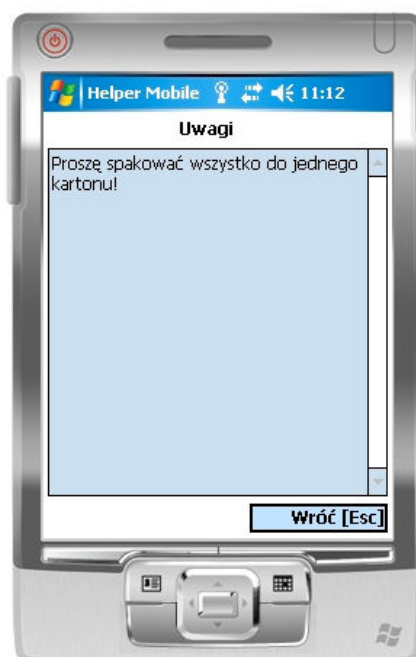 Helper Mobile 11:12
Uwagi
Proszę spakować wszystko do jednego
kartonu!
Wróć [Esc]